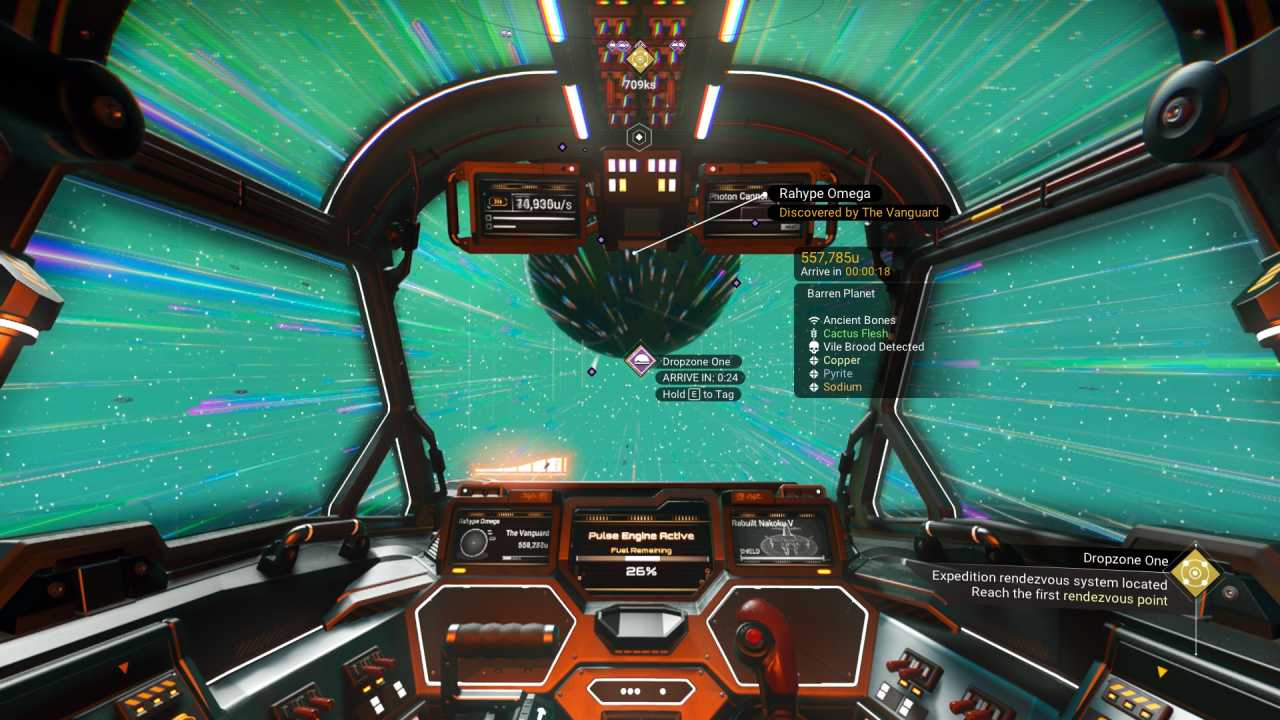 709ks
Rahype Omega
Discovered by The Vanguard
Photon Cannon
557,785u
Arrive in 00:00:18
Barren Planet
Ancient Bones
Cactus Flesh
Vile Brood Detected
Copper
Pyrite
Sodium
Dropzone One
ARRIVE IN: 0:24
Hold E to Tag
Rahype Omega
The Vanguard
Pulse Engine Active
Fuel Remaining
26%
Rebuilt Nakoku V
SHIELD
Dropzone One
Expedition rendezvous system located
Reach the first rendezvous point